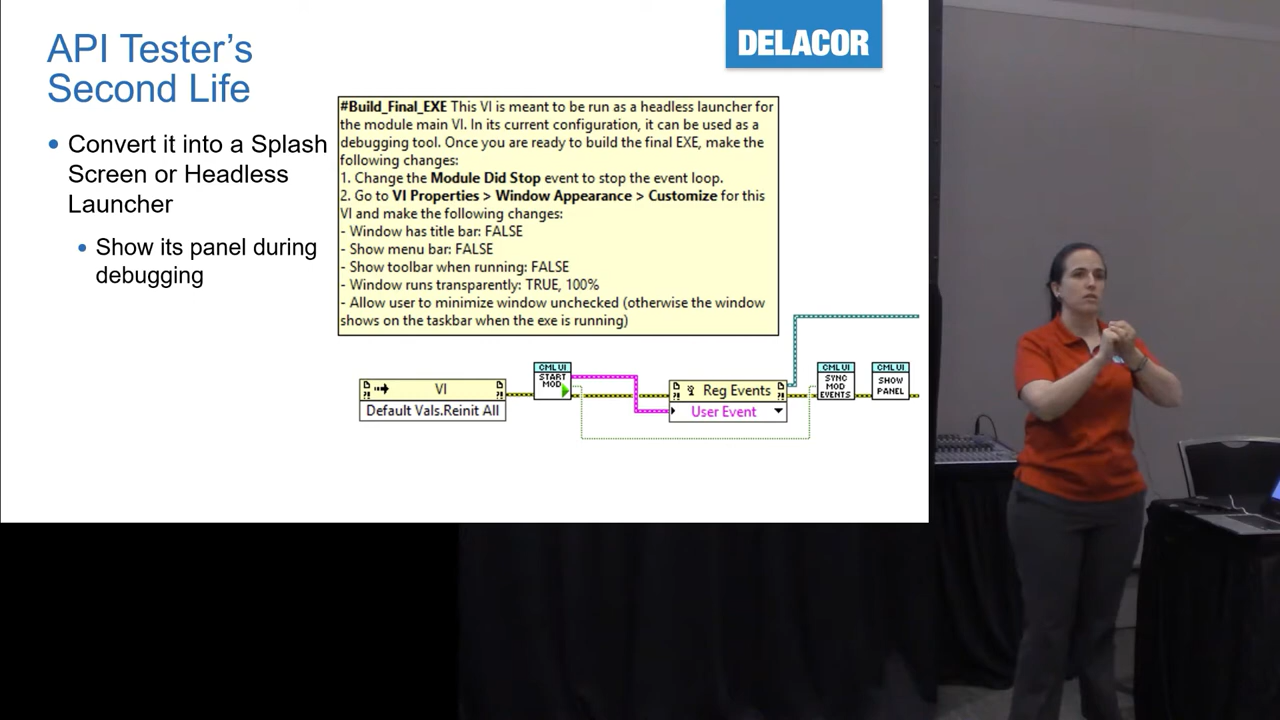 API Tester's
Second Life
DELACOR
• Convert it into a Splash
Screen or Headless
Launcher
• Show its panel during
debugging
#Build_Final_EXE This VI is meant to be run as a headless launcher for
the module main VI. In its current configuration, it can be used as a
debugging tool. Once you are ready to build the final EXE, make the
following changes:
1. Change the Module Did Stop event to stop the event loop.
2. Go to VI Properties > Window Appearance > Customize for this
VI and make the following changes:
- Window has title bar: FALSE
- Show menu bar: FALSE
- Show toolbar when running: FALSE
- Window runs transparently: TRUE, 100%
- Allow user to minimize window unchecked (otherwise the window
shows on the taskbar when the exe is running)
VI
Default Vals.Reinit All
CML UI
START
MOD
Reg Events
User Event
CML UI
SYNC
MOD
EVENTS
CML UI
SHOW
PANEL